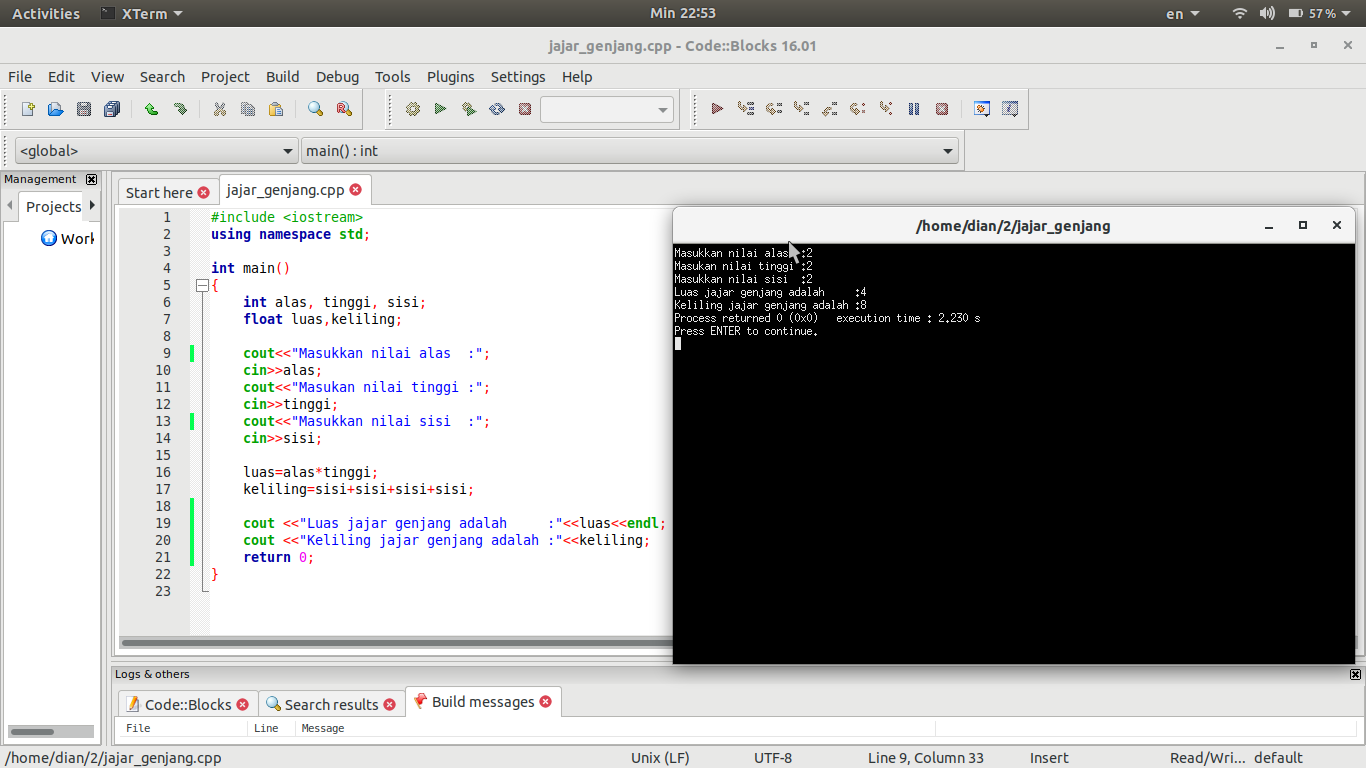 Activities XTerm Min 22:53 en 57%
jajar_genjang.cpp - Code::Blocks 16.01
File Edit View Search Project Build Debug Tools Plugins Settings Help
<global> main() : int
Management
Projects
Work
Start here jajar_genjang.cpp
1 #include <iostream>
2 using namespace std;
3
4 int main()
5 {
6 int alas, tinggi, sisi;
7 float luas,keliling;
8
9 cout<<"Masukkan nilai alas  :";
10 cin>>alas;
11 cout<<"Masukan nilai tinggi :";
12 cin>>tinggi;
13 cout<<"Masukkan nilai sisi  :";
14 cin>>sisi;
15
16 luas=alas*tinggi;
17 keliling=sisi+sisi+sisi+sisi;
18
19 cout <<"Luas jajar genjang adalah     :"<<luas<<endl;
20 cout <<"Keliling jajar genjang adalah :"<<keliling;
21 return 0;
22 }
23
/home/dian/2/jajar_genjang
Masukkan nilai alas  :2
Masukan nilai tinggi :2
Masukkan nilai sisi  :2
Luas jajar genjang adalah     :4
Keliling jajar genjang adalah :8
Process returned 0 (0x0)   execution time : 2.230 s
Press ENTER to continue.
Logs & others
Code::Blocks Search results Build messages
File Line Message
/home/dian/2/jajar_genjang.cpp Unix (LF) UTF-8 Line 9, Column 33 Insert Read/Wri... default